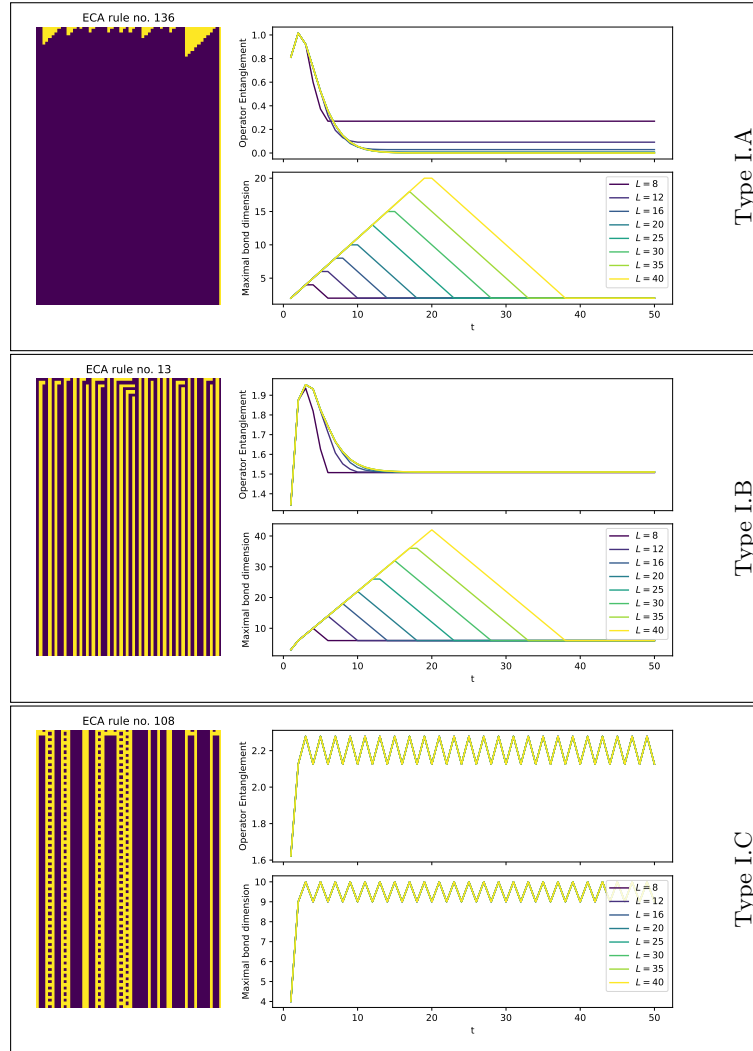 ECA rule no. 136
Operator Entanglement
1.0
0.8
0.6
0.4
0.2
0.0
Maximal bond dimension
20
15
10
5
0
10
20
30
40
50
t
L = 8
L = 12
L = 16
L = 20
L = 25
L = 30
L = 35
L = 40
Type I.A
ECA rule no. 13
Operator Entanglement
1.9
1.8
1.7
1.6
1.5
1.4
Maximal bond dimension
40
30
20
10
0
10
20
30
40
50
t
L = 8
L = 12
L = 16
L = 20
L = 25
L = 30
L = 35
L = 40
Type I.B
ECA rule no. 108
Operator Entanglement
2.2
2.0
1.8
1.6
Maximal bond dimension
10
9
8
7
6
5
4
0
10
20
30
40
50
t
L = 8
L = 12
L = 16
L = 20
L = 25
L = 30
L = 35
L = 40
Type I.C